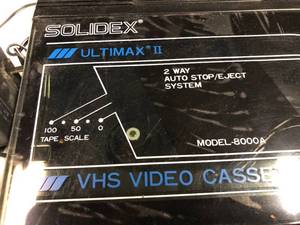 SOLIDEX®
ULTIMAX® II
2 WAY
AUTO STOP/EJECT
SYSTEM
100 50 0
TAPE SCALE
MODEL-8000A
VHS VIDEO CASSE